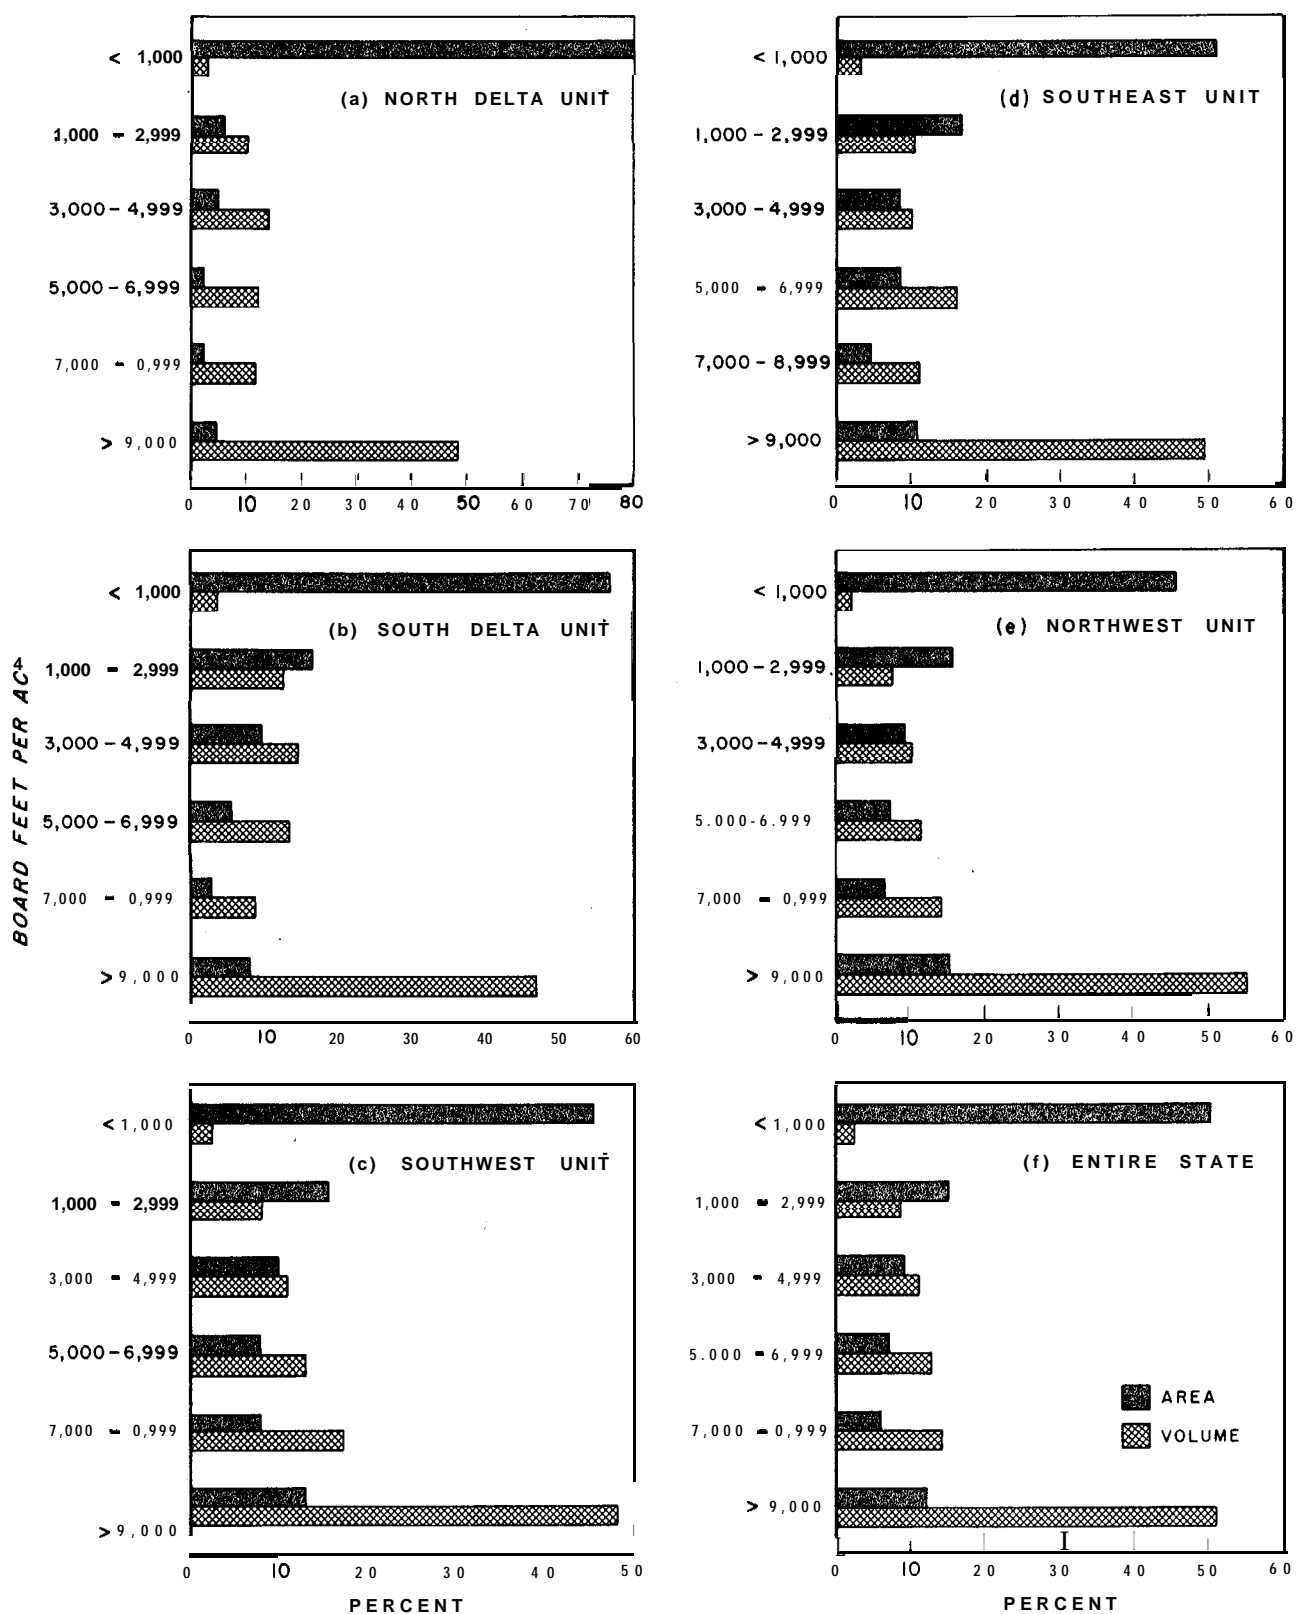 < 1,000
(a) NORTH DELTA UNIT
1,000 - 2,999
3,000-4,999
5,000-6,999
7,000 - 0,999
> 9,000
0 10 20 30 40 50 70 80
< 1,000
(d) SOUTHEAST UNIT
1,000-2,999
3,000-4,999
5,000 - 6,999
7,000-8,999
> 9,000
0 10 20 30 40 50 60
BOARD FEET PER AC4
< 1,000
(b) SOUTH DELTA UNIT
1,000 - 2,999
3,000-4,999
5,000-6,999
7,000 - 0,999
> 9,000
0 10 20 30 40 50 60
< 1,000
(e) NORTHWEST UNIT
1,000-2,999
3,000-4,999
5.000-6.999
7,000 - 0,999
> 9,000
0 10 20 30 40 50 60
< 1,000
(c) SOUTHWEST UNIT
1,000 - 2,999
3,000 - 4,999
5,000-6,999
7,000 - 0,999
> 9,000
0 10 20 30 40 50
PERCENT
< 1,000
(f) ENTIRE STATE
1,000 - 2,999
3,000 - 4,999
5.000 - 6,999
AREA
7,000 - 0,999
VOLUME
> 9,000
0 10 20 30 40 50 60
PERCENT